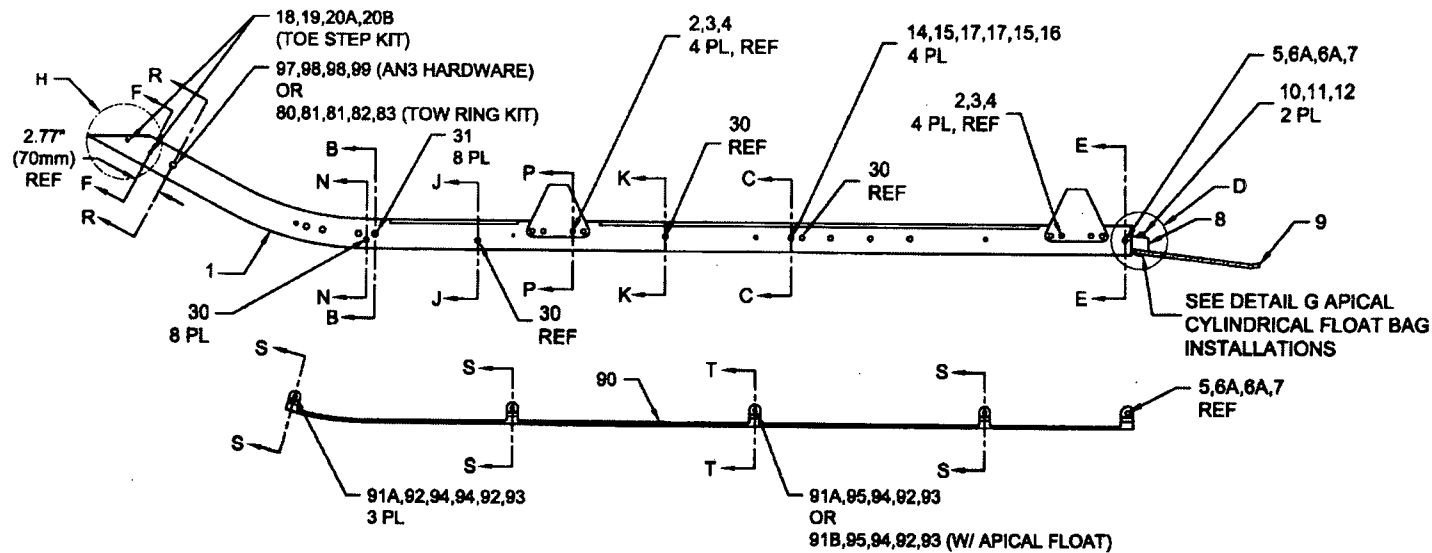 18,19,20A,20B
(TOE STEP KIT)
97,98,98,99 (AN3 HARDWARE)
OR
80,81,81,82,83 (TOW RING KIT)
2,3,4
4 PL, REF
14,15,17,17,15,16
4 PL
5,6A,6A,7
10,11,12
2 PL
H
R
F
2.77"
(70mm)
REF
F
R
31
8 PL
B
N
J
P
K
30
REF
C
2,3,4
4 PL, REF
30
REF
E
D
8
9
1
30
8 PL
N
B
J
30
REF
P
K
C
E
SEE DETAIL G APICAL
CYLINDRICAL FLOAT BAG
INSTALLATIONS
S
S
90
T
S
5,6A,6A,7
REF
S
S
T
S
91A,92,94,94,92,93
3 PL
91A,95,94,92,93
OR
91B,95,94,92,93 (W/ APICAL FLOAT)